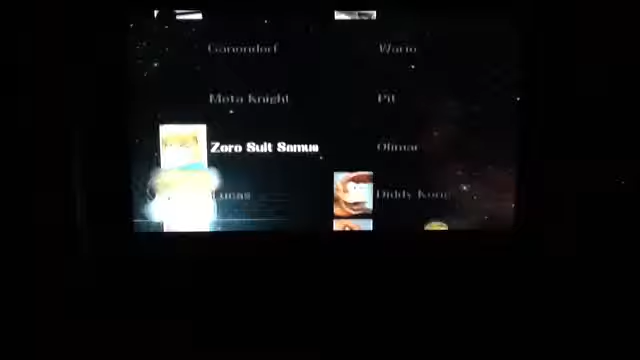 Ganondorf Wario
Meta Knight Pit
Zero Suit Samus Olimar
Lucas Diddy Kong